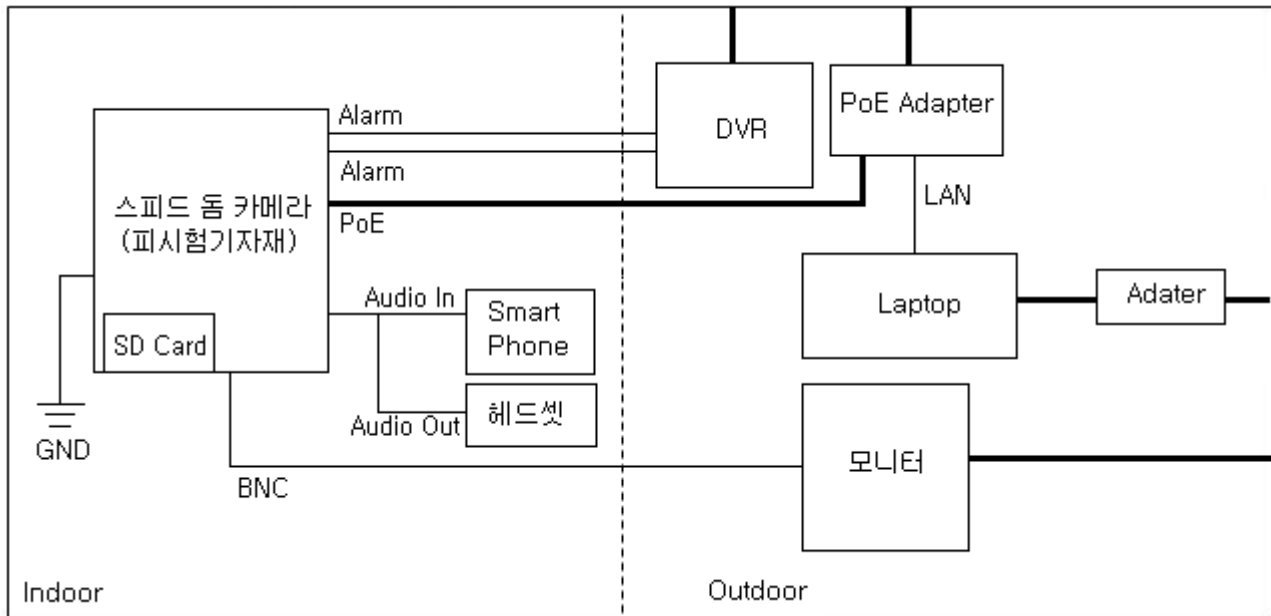 Alarm
Alarm
PoE
스피드 돔 카메라
(피시험기자재)
SD Card
GND
Audio In
Smart
Phone
Audio Out
헤드셋
BNC
DVR
PoE Adapter
LAN
Laptop
Adater
모니터
Indoor
Outdoor